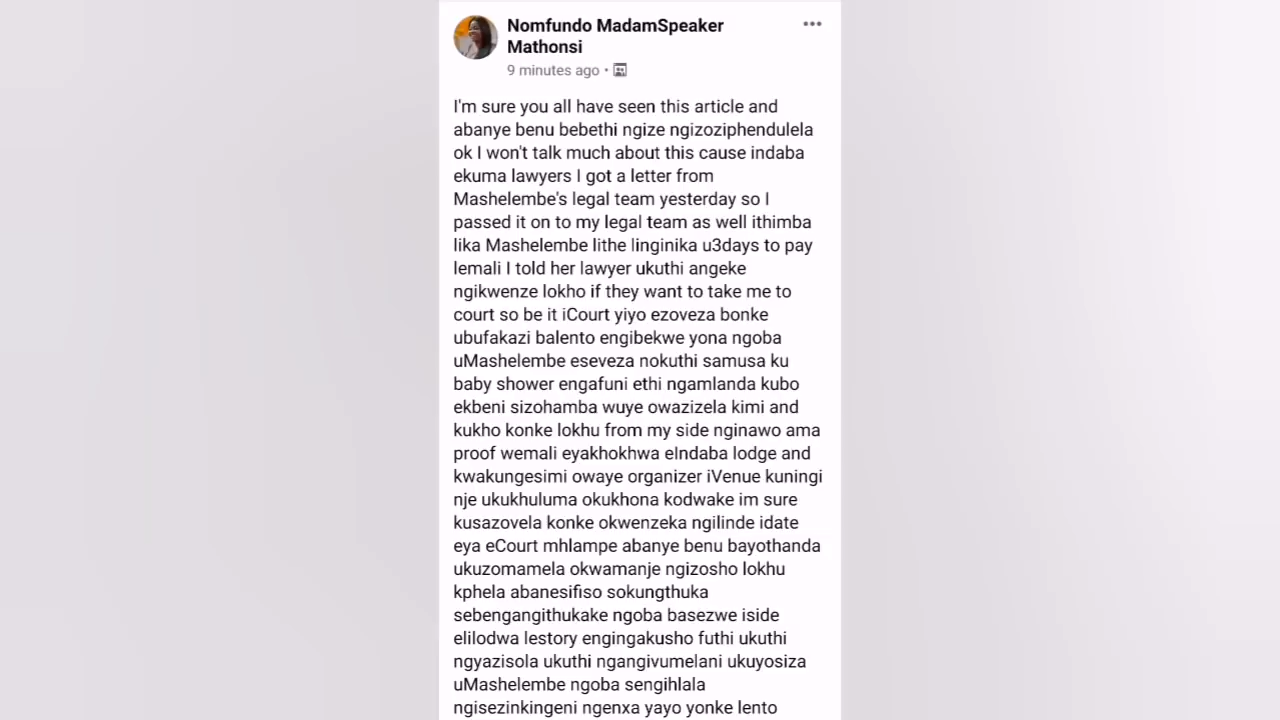 Nomfundo MadamSpeaker
Mathonsi
9 minutes ago •
I'm sure you all have seen this article and
abanye benu bebethi ngize ngizoziphendulela
ok I won't talk much about this cause indaba
ekuma lawyers I got a letter from
Mashelembe's legal team yesterday so I
passed it on to my legal team as well ithimba
lika Mashelembe lithe linginika u3days to pay
lemali I told her lawyer ukuthi angeke
ngikwenze lokho if they want to take me to
court so be it iCourt yiyo ezoveza bonke
ubufakazi balento engibekwe yona ngoba
uMashelembe eseveza nokuthi samusa ku
baby shower engafuni ethi ngamlanda kubo
ekbeni sizohamba wuye owazizela kimi and
kukho konke lokhu from my side nginawo ama
proof wemali eyakhokhwa eIndaba lodge and
kwakungesimi owaye organizer iVenue kuningi
nje ukukhuluma okukhona kodwake im sure
kusazovela konke okwenzeka ngilinde idate
eya eCourt mhlampe abanye benu bayothanda
ukuzomamela okwamanje ngizosho lokhu
kphela abanesifiso sokungthuka
sebengangithukake ngoba basezwe iside
elilodwa lestory engingakusho futhi ukuthi
ngyazisola ukuthi ngangivumelani ukuyosiza
uMashelembe ngoba sengihlala
ngisezinkingeni ngenxa yayo yonke lento